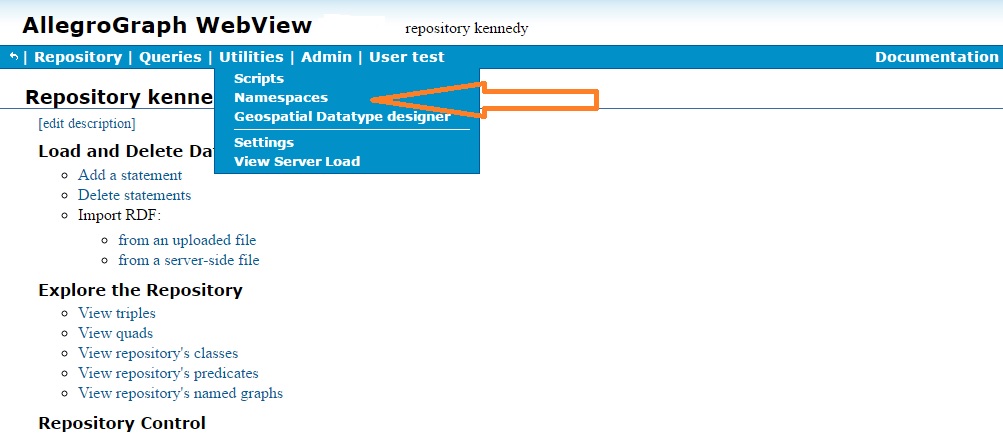 AllegroGraph WebView repository kennedy
| Repository | Queries | Utilities | Admin | User test Documentation
Scripts
Namespaces
Geospatial Datatype designer
Settings
View Server Load
Repository kenne
[edit description]
Load and Delete Da
Add a statement
Delete statements
Import RDF:
from an uploaded file
from a server-side file
Explore the Repository
View triples
View quads
View repository's classes
View repository's predicates
View repository's named graphs
Repository Control